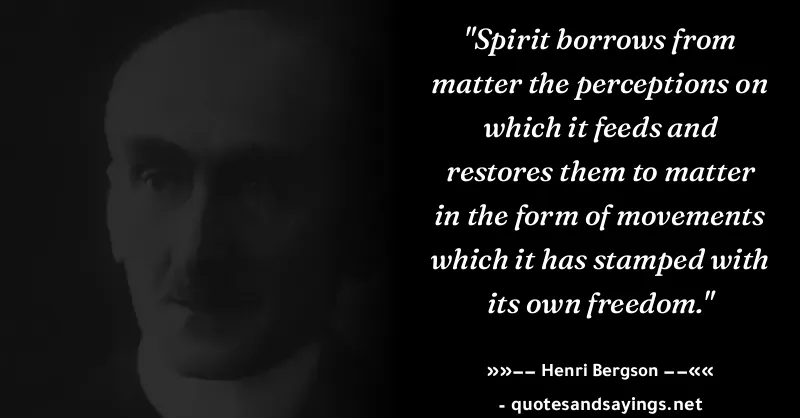 "Spirit borrows from
matter the perceptions on
which it feeds and
restores them to matter
in the form of movements
which it has stamped with
its own freedom."
»»–– Henri Bergson ––««
- quotesandsayings.net